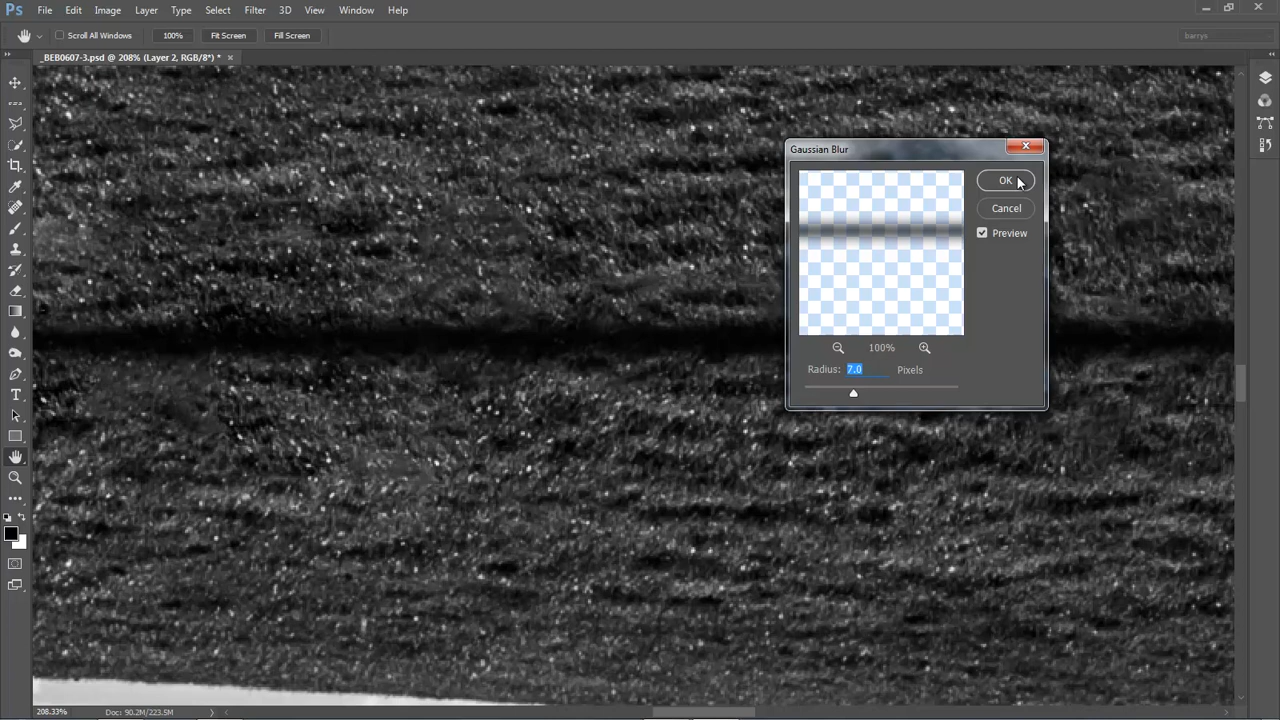 Ps File Edit Image Layer Type Select Filter 3D View Window Help
Scroll All Windows 100% Fit Screen Fill Screen barrys
_BEB0607-3.psd @ 208% (Layer 2, RGB/8*) * ×
Gaussian Blur
OK
Cancel
Preview
100%
Radius: 7.0 Pixels
208.33% Doc: 90.2M/223.5M